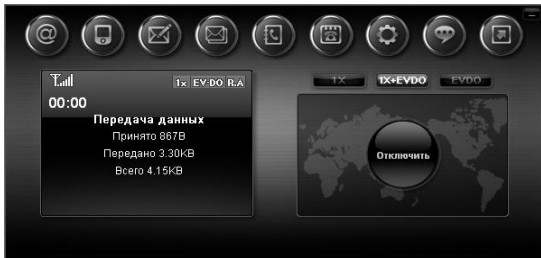 1x EV-DO R.A
00:00
Передача данных
Принято 867B
Передано 3.30KB
Всего 4.15KB
1X 1X+EVDO EVDO
Отключить